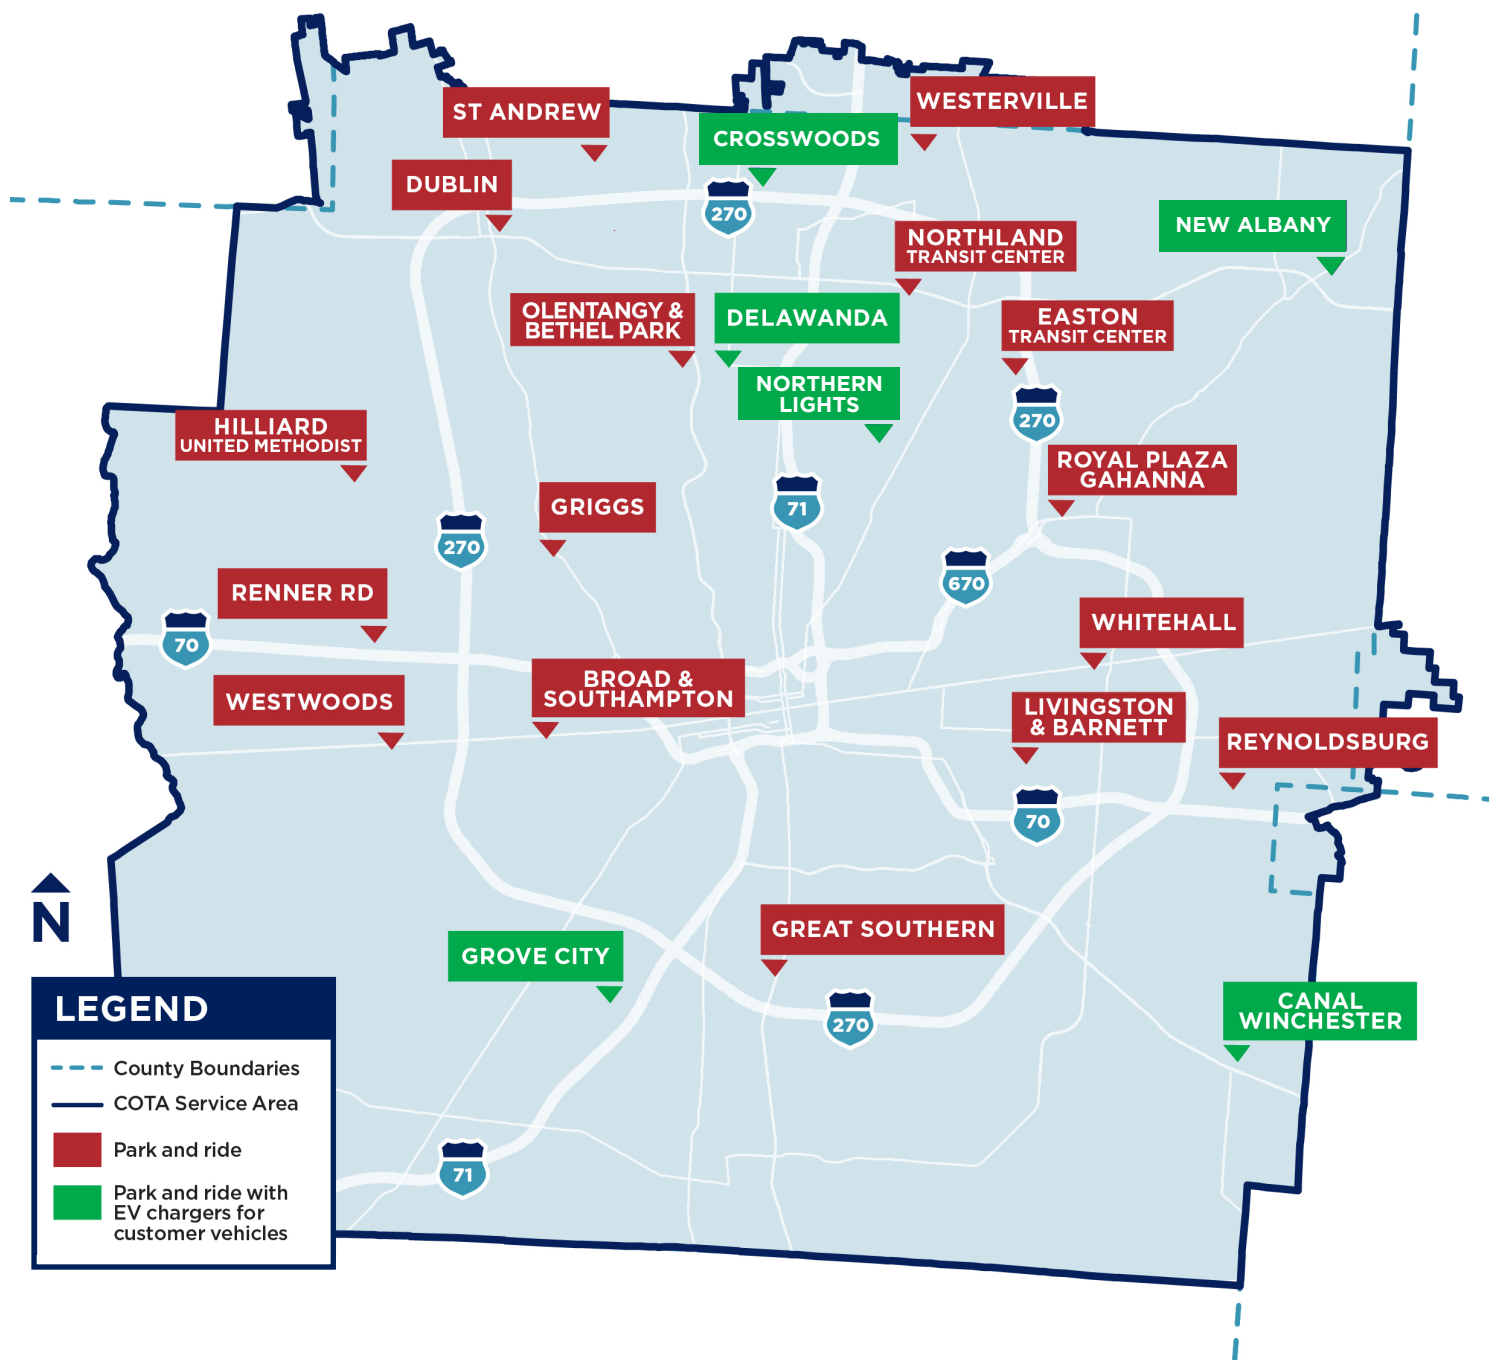 ST ANDREW
WESTERVILLE
CROSSWOODS
DUBLIN
270
NEW ALBANY
NORTHLAND
TRANSIT CENTER
OLENTANGY &
BETHEL PARK
DELAWANDA
EASTON
TRANSIT CENTER
NORTHERN
LIGHTS
270
HILLIARD
UNITED METHODIST
ROYAL PLAZA
GAHANNA
GRIGGS
71
270
670
RENNER RD
70
WHITEHALL
BROAD &
SOUTHAMPTON
WESTWOODS
LIVINGSTON
& BARNETT
REYNOLDSBURG
70
GREAT SOUTHERN
GROVE CITY
270
CANAL
WINCHESTER
71
N
LEGEND
County Boundaries
COTA Service Area
Park and ride
Park and ride with
EV chargers for
customer vehicles